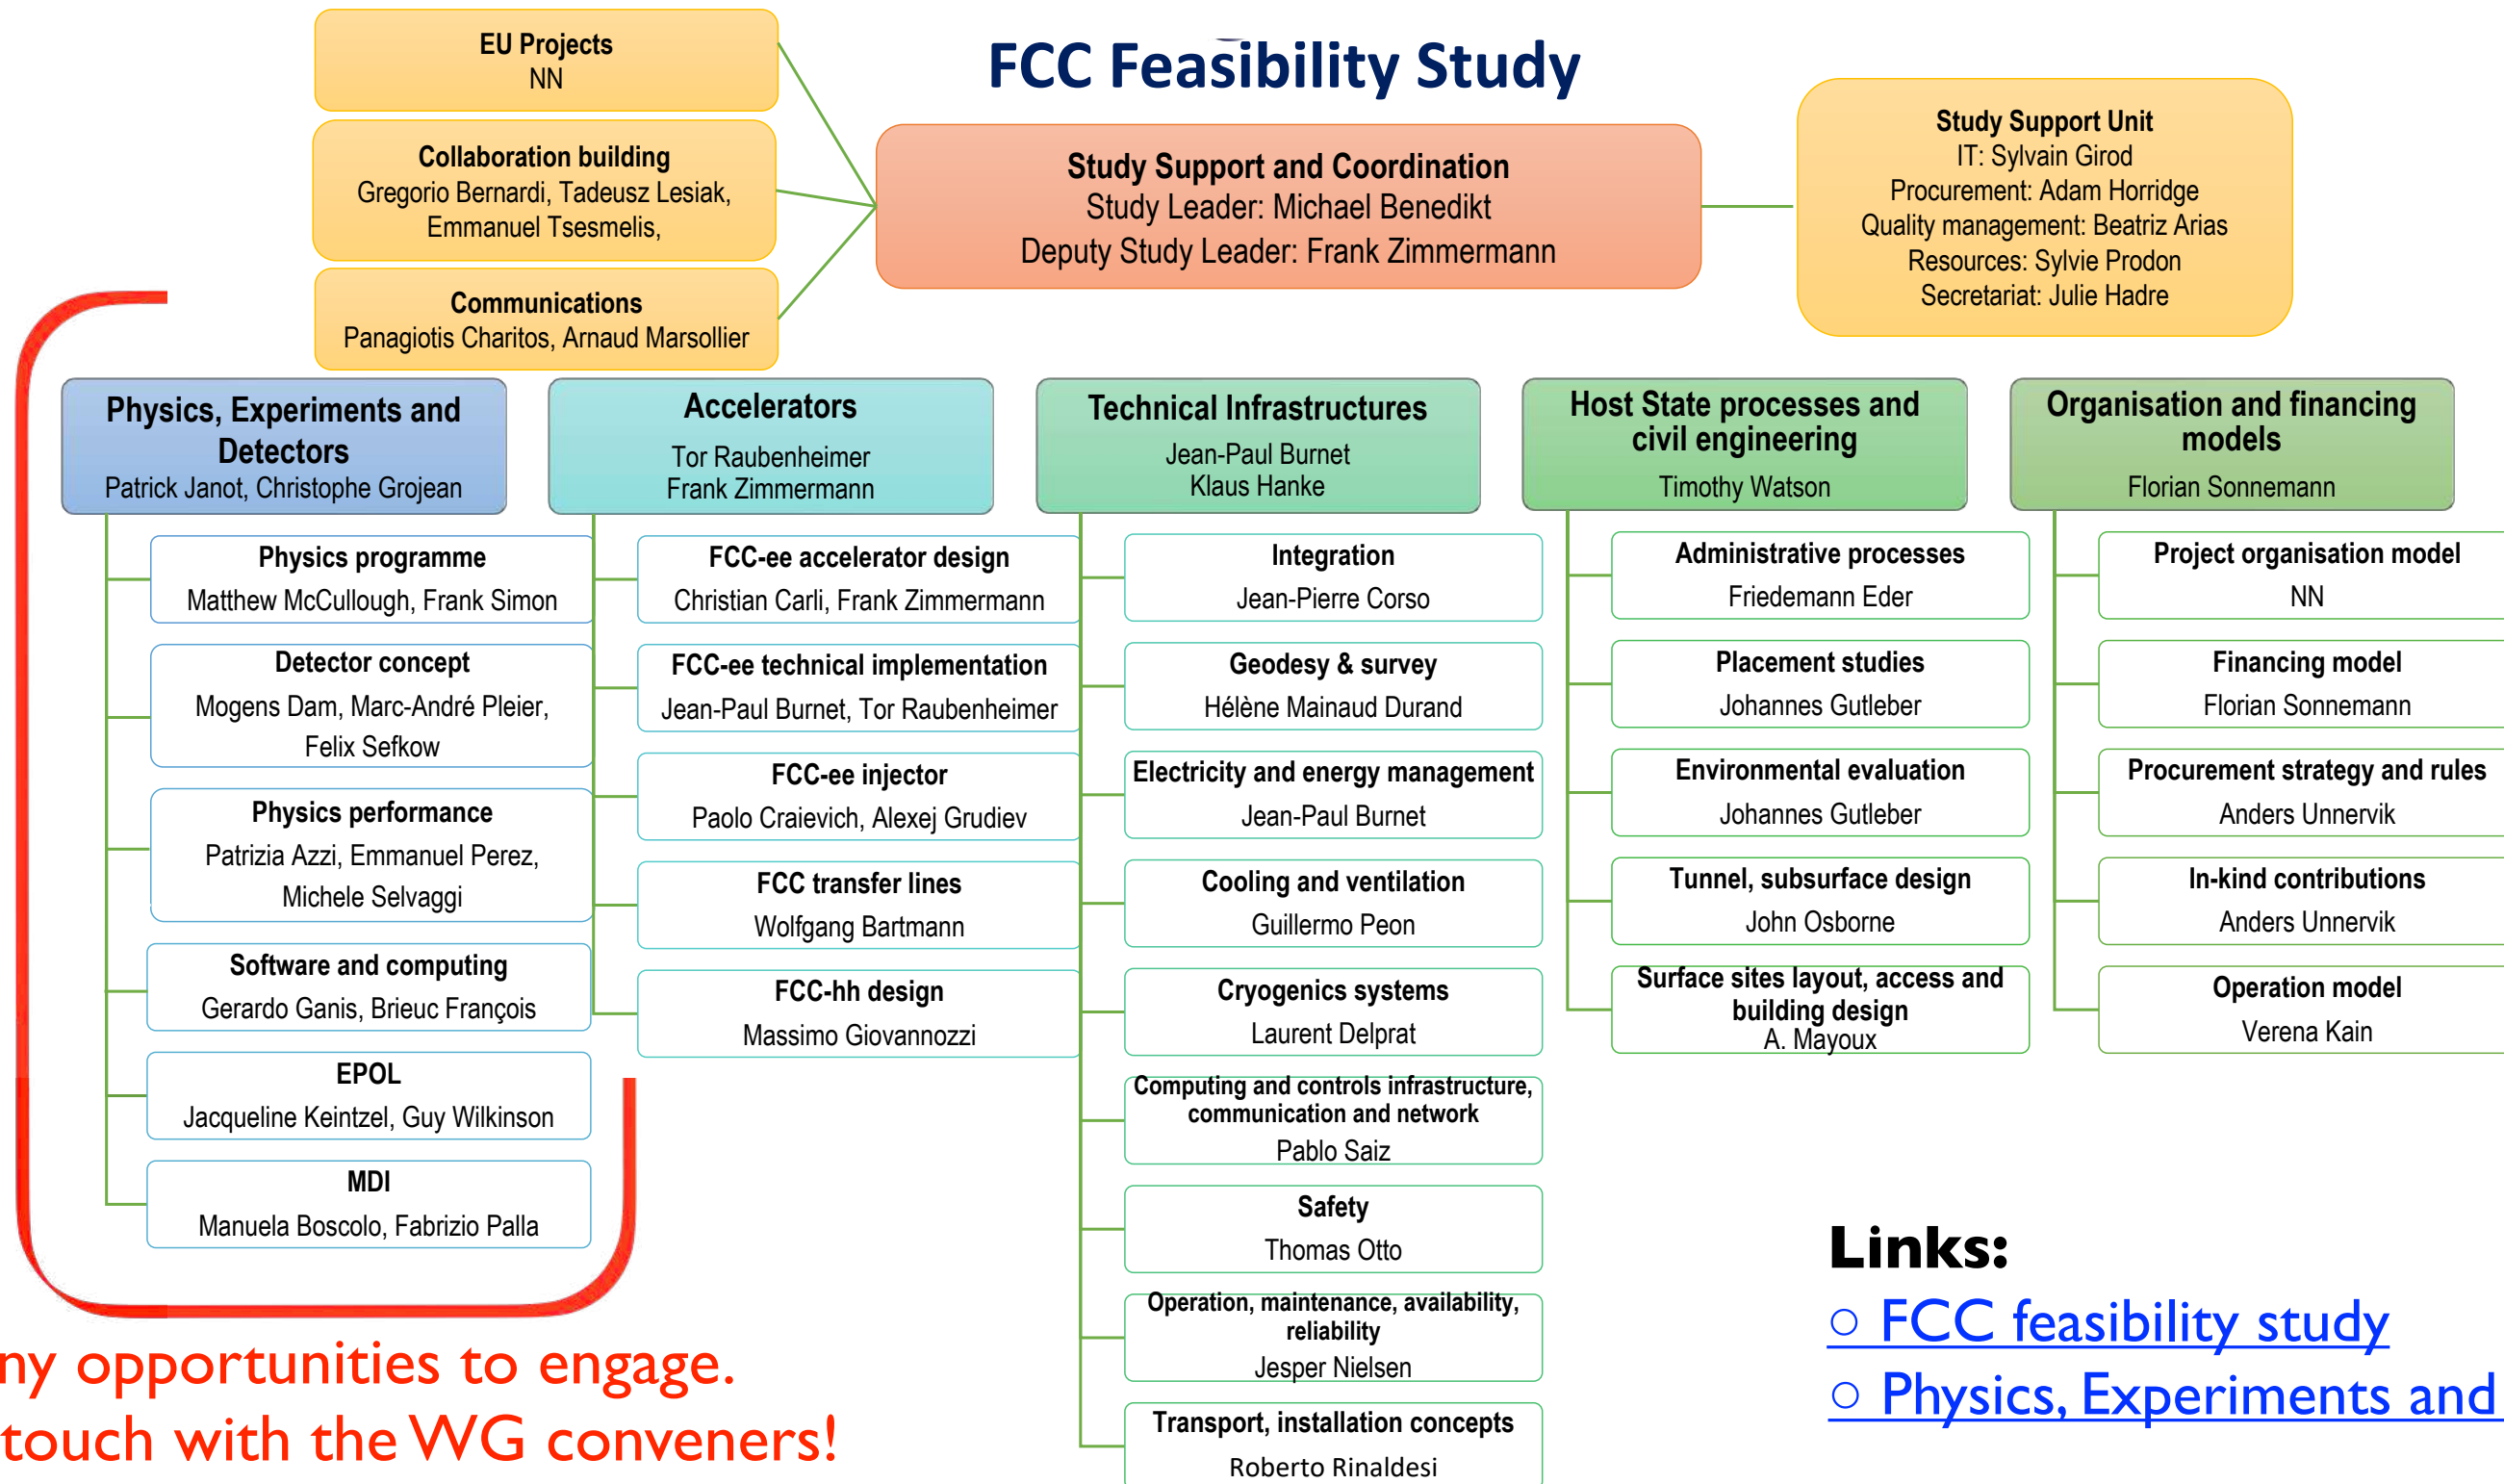 EU Projects
NN
FCC Feasibility Study
Collaboration building
Gregorio Bernardi, Tadeusz Lesiak,
Emmanuel Tsesmelis,
Communications
Panagiotis Charitos, Arnaud Marsollier
Study Support and Coordination
Study Leader: Michael Benedikt
Deputy Study Leader: Frank Zimmermann
Study Support Unit
IT: Sylvain Girod
Procurement: Adam Horridge
Quality management: Beatriz Arias
Resources: Sylvie Prodon
Secretariat: Julie Hadre
Physics, Experiments and
Detectors
Patrick Janot, Christophe Grojean
Physics programme
Matthew McCullough, Frank Simon
Detector concept
Mogens Dam, Marc-André Pleier,
Felix Sefkow
Physics performance
Patrizia Azzi, Emmanuel Perez,
Michele Selvaggi
Software and computing
Gerardo Ganis, Brieuc François
EPOL
Jacqueline Keintzel, Guy Wilkinson
MDI
Manuela Boscolo, Fabrizio Palla
Accelerators
Tor Raubenheimer
Frank Zimmermann
FCC-ee accelerator design
Christian Carli, Frank Zimmermann
FCC-ee technical implementation
Jean-Paul Burnet, Tor Raubenheimer
FCC-ee injector
Paolo Craievich, Alexej Grudiev
FCC transfer lines
Wolfgang Bartmann
FCC-hh design
Massimo Giovannozzi
Technical Infrastructures
Jean-Paul Burnet
Klaus Hanke
Integration
Jean-Pierre Corso
Geodesy & survey
Hélène Mainaud Durand
Electricity and energy management
Jean-Paul Burnet
Cooling and ventilation
Guillermo Peon
Cryogenics systems
Laurent Delprat
Computing and controls infrastructure,
communication and network
Pablo Saiz
Safety
Thomas Otto
Operation, maintenance, availability,
reliability
Jesper Nielsen
Transport, installation concepts
Roberto Rinaldesi
Host State processes and
civil engineering
Timothy Watson
Administrative processes
Friedemann Eder
Placement studies
Johannes Gutleber
Environmental evaluation
Johannes Gutleber
Tunnel, subsurface design
John Osborne
Surface sites layout, access and
building design
A. Mayoux
Organisation and financing
models
Florian Sonnemann
Project organisation model
NN
Financing model
Florian Sonnemann
Procurement strategy and rules
Anders Unnervik
In-kind contributions
Anders Unnervik
Operation model
Verena Kain
ny opportunities to engage.
touch with the WG conveners!
Links:
○ FCC feasibility study
○ Physics, Experiments and